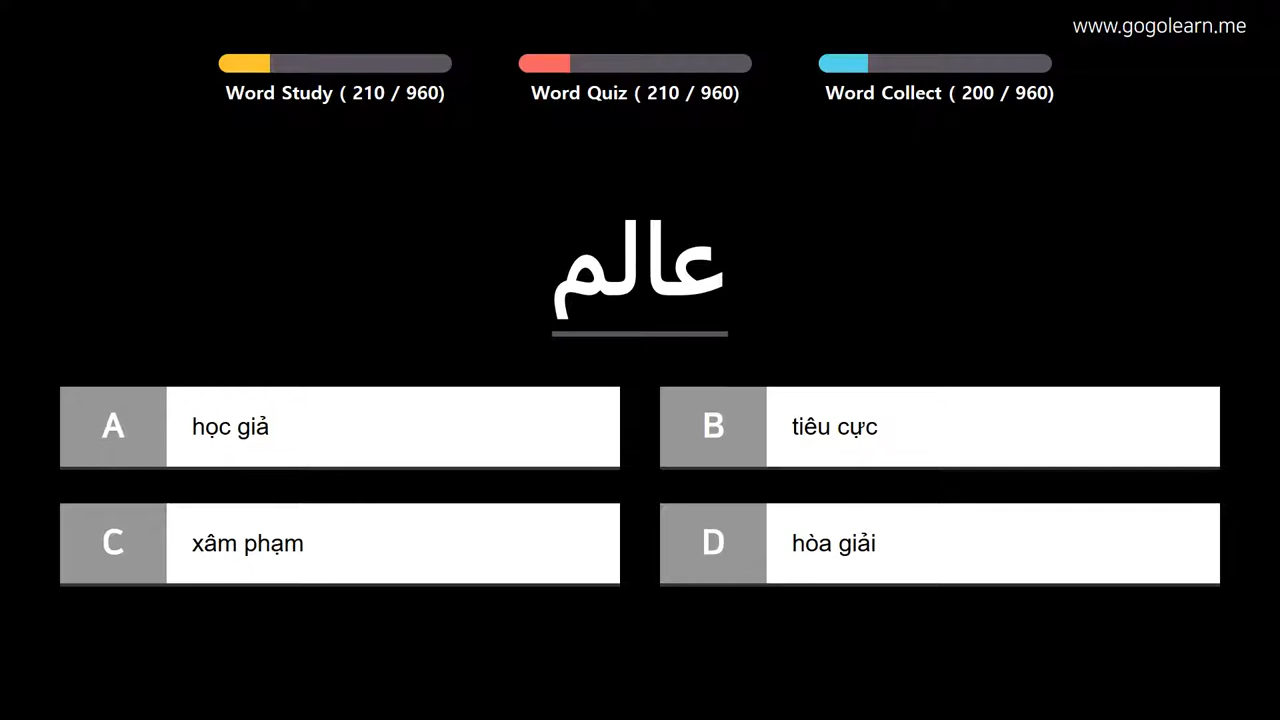 www.gogolearn.me
Word Study ( 210 / 960)
Word Quiz ( 210 / 960)
Word Collect ( 200 / 960)
عالم
A
học giả
B
tiêu cực
C
xâm phạm
D
hòa giải